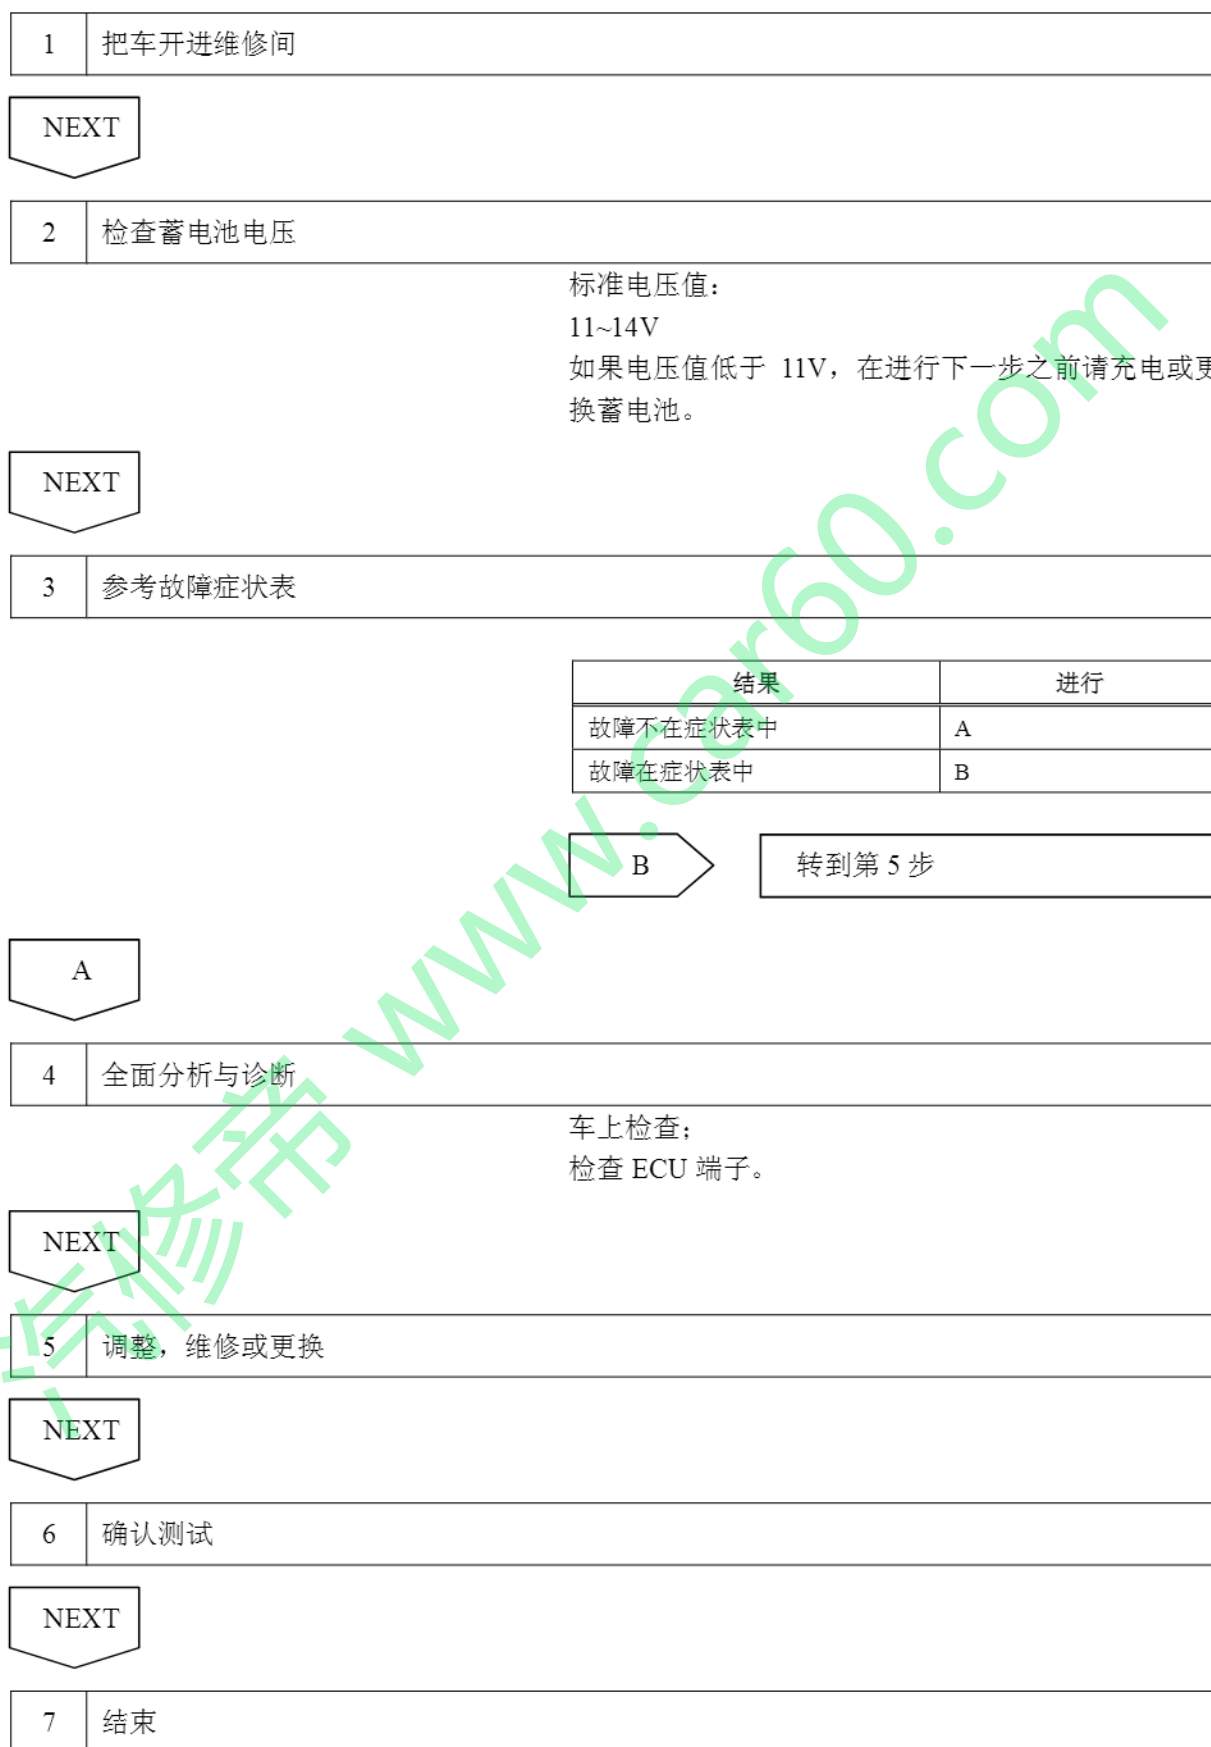 1 把车开进维修间
NEXT
2 检查蓄电池电压
标准电压值：
11~14V
如果电压值低于 11V，在进行下一步之前请充电或更
换蓄电池。
NEXT
3 参考故障症状表
结果 进行
故障不在症状表中 A
故障在症状表中 B
B 转到第 5 步
A
4 全面分析与诊断
车上检查；
检查 ECU 端子。
NEXT
5 调整，维修或更换
NEXT
6 确认测试
NEXT
7 结束
汽修帝 www.car60.com